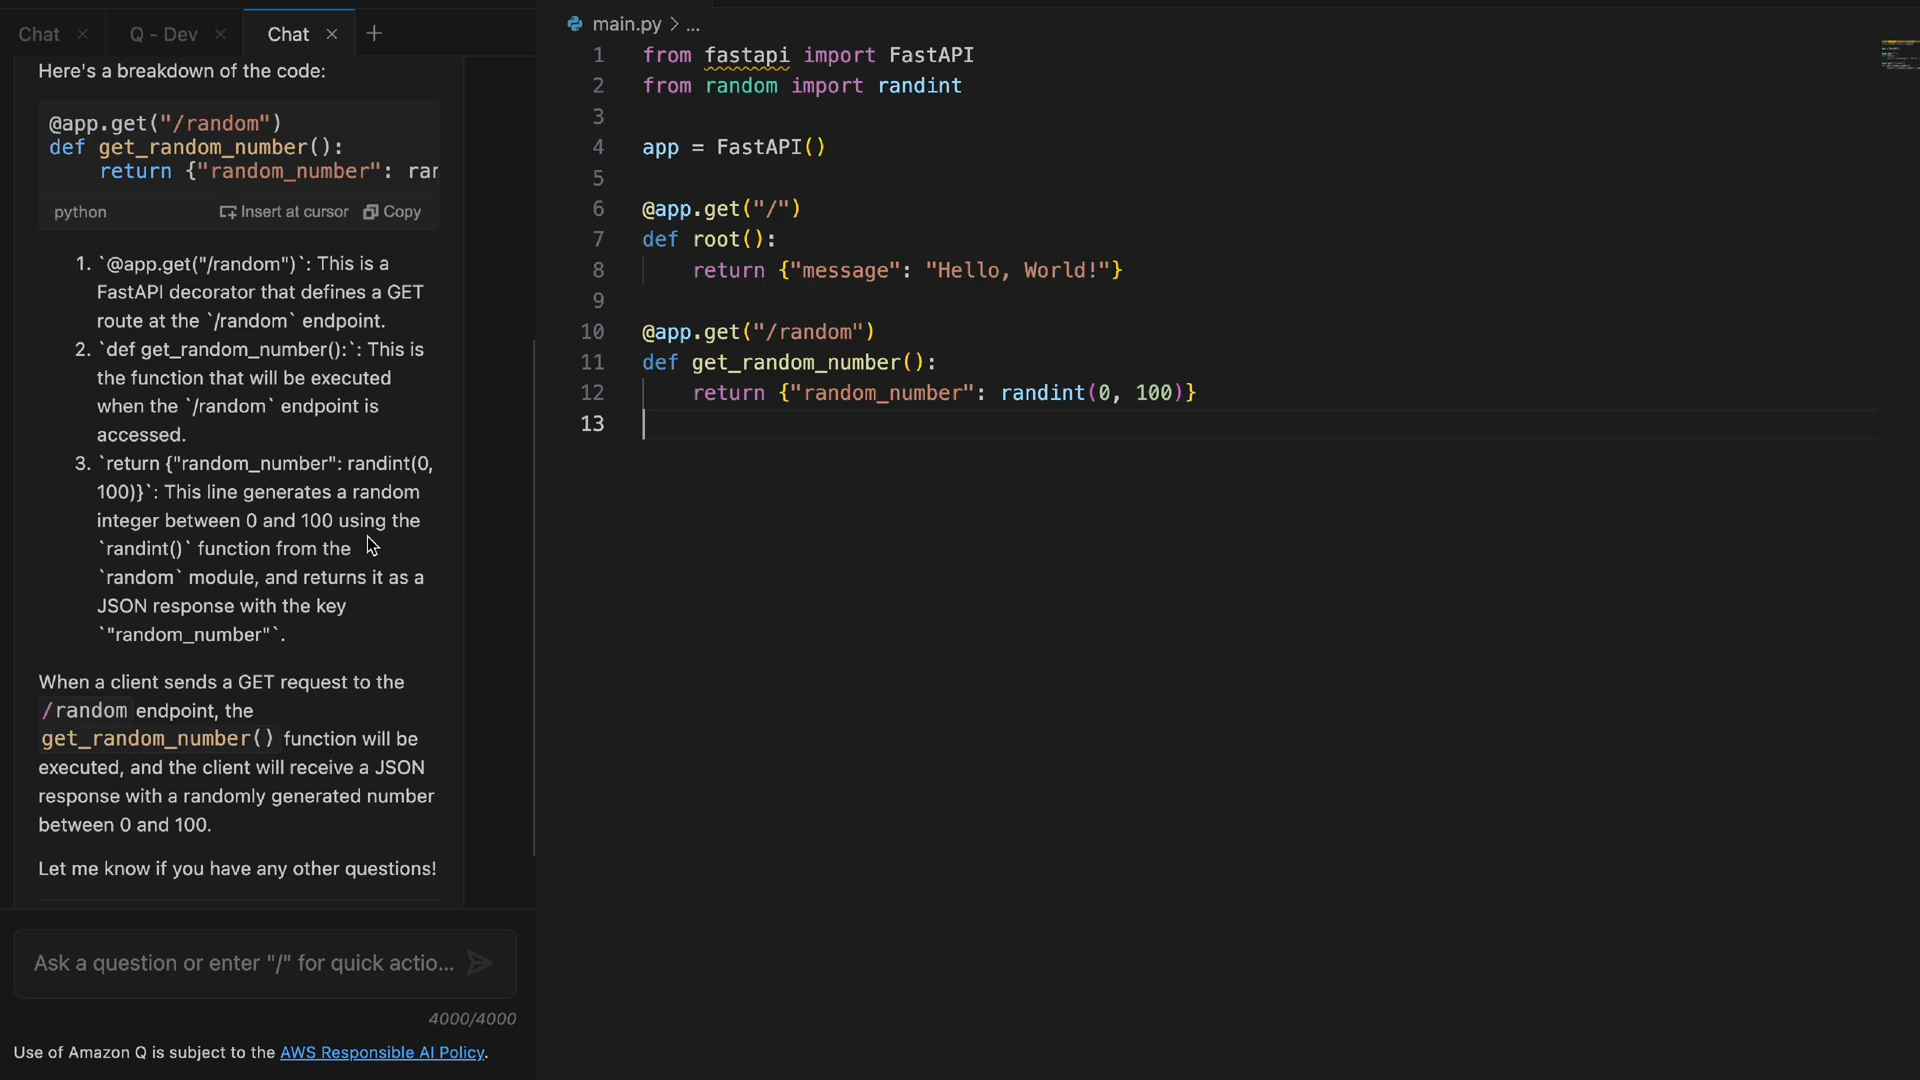 Chat
Q - Dev
Chat
Here's a breakdown of the code:
@app.get("/random")
def get_random_number():
    return {"random_number": rar
python
Insert at cursor
Copy
1. `@app.get("/random")`: This is a
FastAPI decorator that defines a GET
route at the `/random` endpoint.
2. `def get_random_number():`: This is
the function that will be executed
when the `/random` endpoint is
accessed.
3. `return {"random_number": randint(0,
100)}`: This line generates a random
integer between 0 and 100 using the
`randint()` function from the
`random` module, and returns it as a
JSON response with the key
`"random_number"`.
When a client sends a GET request to the
/random endpoint, the
get_random_number() function will be
executed, and the client will receive a JSON
response with a randomly generated number
between 0 and 100.
Let me know if you have any other questions!
Ask a question or enter "/" for quick actio...
4000/4000
Use of Amazon Q is subject to the AWS Responsible AI Policy.
main.py > ...
1 from fastapi import FastAPI
2 from random import randint
3
4 app = FastAPI()
5
6 @app.get("/")
7 def root():
8     return {"message": "Hello, World!"}
9
10 @app.get("/random")
11 def get_random_number():
12     return {"random_number": randint(0, 100)}
13